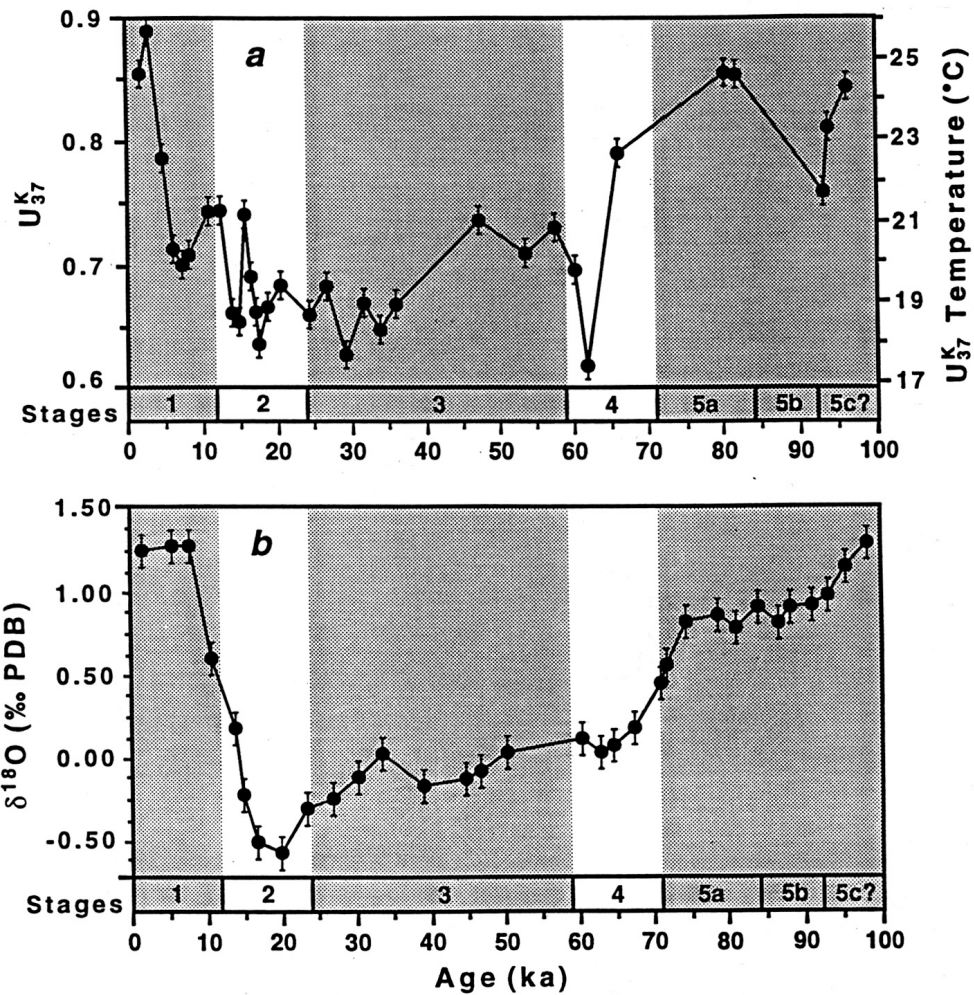 a
0.9
0.8
0.7
0.6
U37K
25
23
21
19
17
U37K Temperature (°C)
Stages 1 2 3 4 5a 5b 5c?
0 10 20 30 40 50 60 70 80 90 100
b
1.50
1.00
0.50
0.00
-0.50
δ18O (‰ PDB)
Stages 1 2 3 4 5a 5b 5c?
0 10 20 30 40 50 60 70 80 90 100
Age (ka)